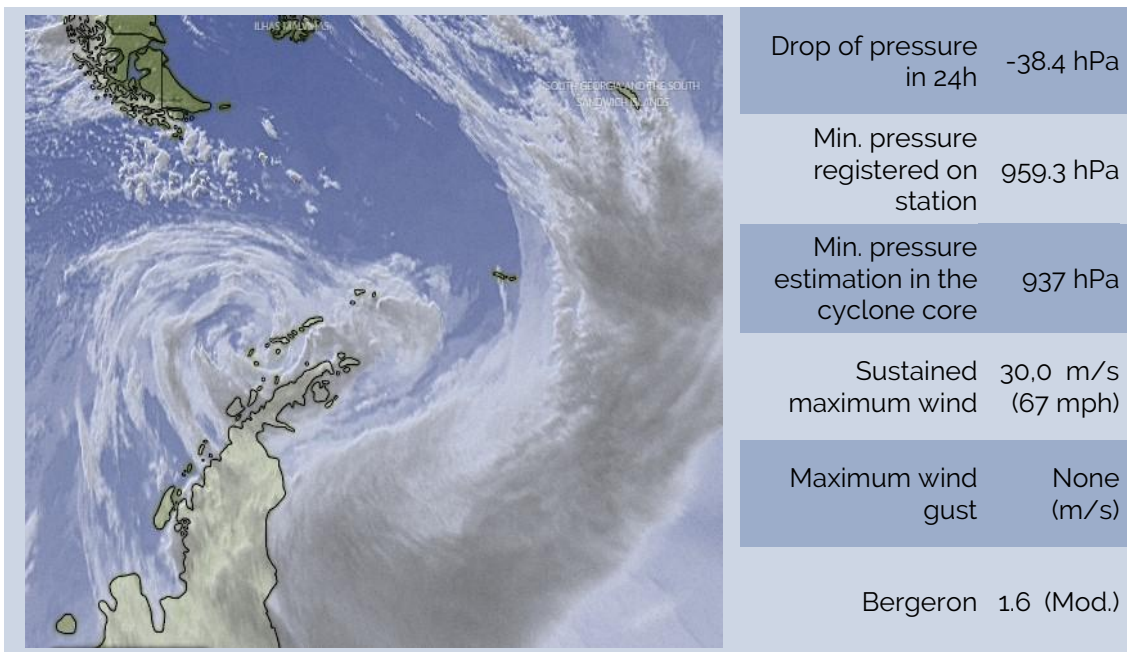 ILHAS MALVINAS
SOUTH GEORGIA AND THE SOUTH
SANDWICH ISLANDS
Drop of pressure
in 24h
-38.4 hPa
Min. pressure
registered on
station
959.3 hPa
Min. pressure
estimation in the
cyclone core
937 hPa
Sustained
maximum wind
30,0 m/s
(67 mph)
Maximum wind
gust
None
(m/s)
Bergeron
1.6 (Mod.)